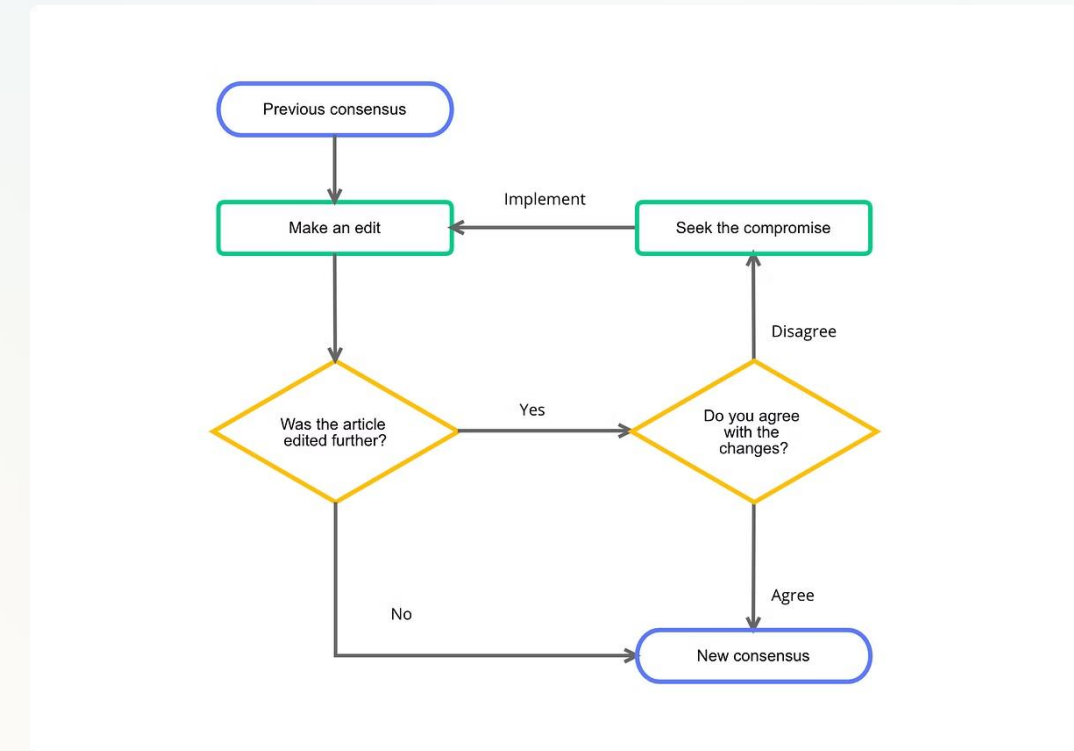 Previous consensus
Implement
Make an edit
Seek the compromise
Disagree
Yes
Was the article
edited further?
Do you agree
with the
changes?
Agree
No
New consensus